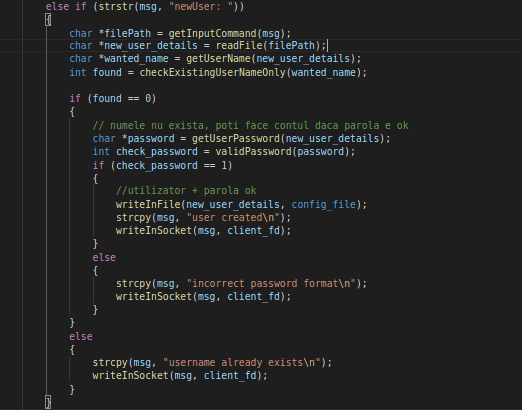 else if (strstr(msg, "newUser: "))
{
char *filePath = getInputCommand(msg);
char *new_user_details = readFile(filePath);
char *wanted_name = getUserName(new_user_details);
int found = checkExistingUserNameOnly(wanted_name);
if (found == 0)
{
// numele nu exista, poti face contul daca parola e ok
char *password = getUserPassword(new_user_details);
int check_password = validPassword(password);
if (check_password == 1)
{
//utilizator + parola ok
writeInFile(new_user_details, config_file);
strcpy(msg, "user created\n");
writeInSocket(msg, client_fd);
}
else
{
strcpy(msg, "incorrect password format\n");
writeInSocket(msg, client_fd);
}
}
else
{
strcpy(msg, "username already exists\n");
writeInSocket(msg, client_fd);
}
}